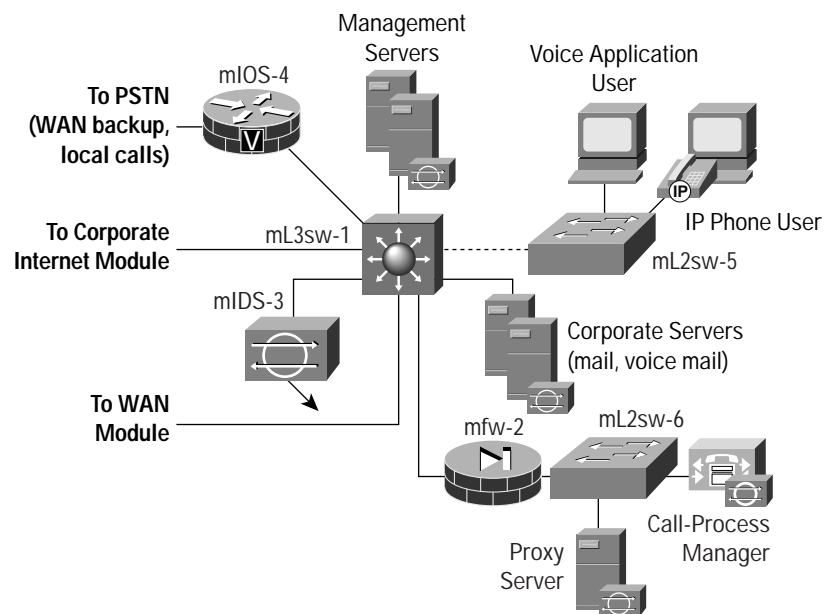 Management
Servers
Voice Application
User
mIOS-4
To PSTN
(WAN backup,
local calls)
V
IP
IP Phone User
To Corporate
Internet Module
mL3sw-1
mL2sw-5
mIDS-3
Corporate Servers
(mail, voice mail)
To WAN
Module
mfw-2
mL2sw-6
Call-Process
Manager
Proxy
Server